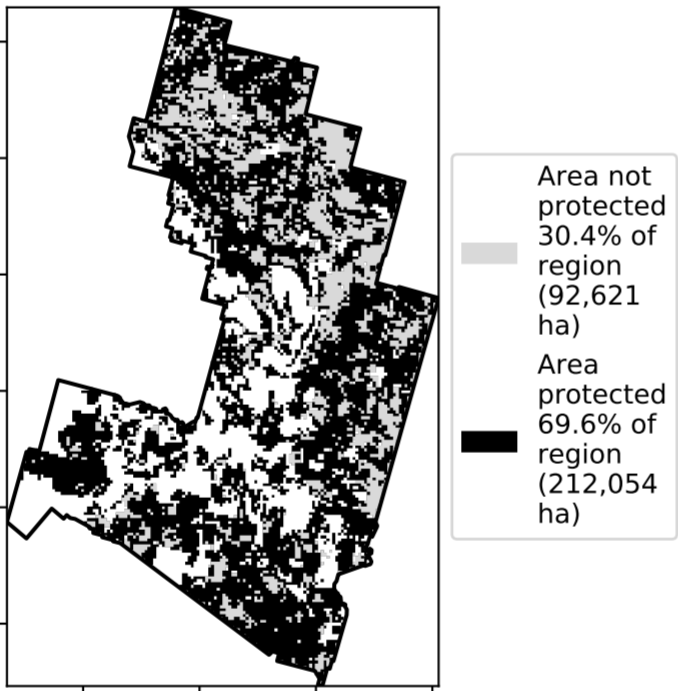 Area not
protected
30.4% of
region
(92,621
ha)
Area
protected
69.6% of
region
(212,054
ha)